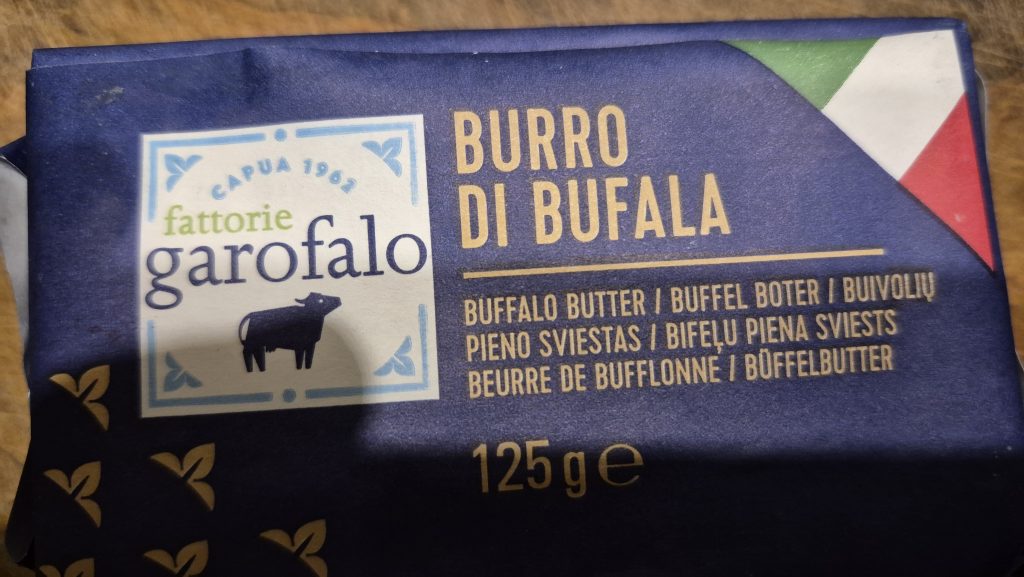 CAPUA 1962
fattorie
garofalo
BURRO
DI BUFALA
BUFFALO BUTTER / BUFFEL BOTER / BUIVOLIŲ
PIENO SVIESTAS / BIFEĻU PIENA SVIESTS
BEURRE DE BUFFLONNE / BÜFFELBUTTER
125 g ℮